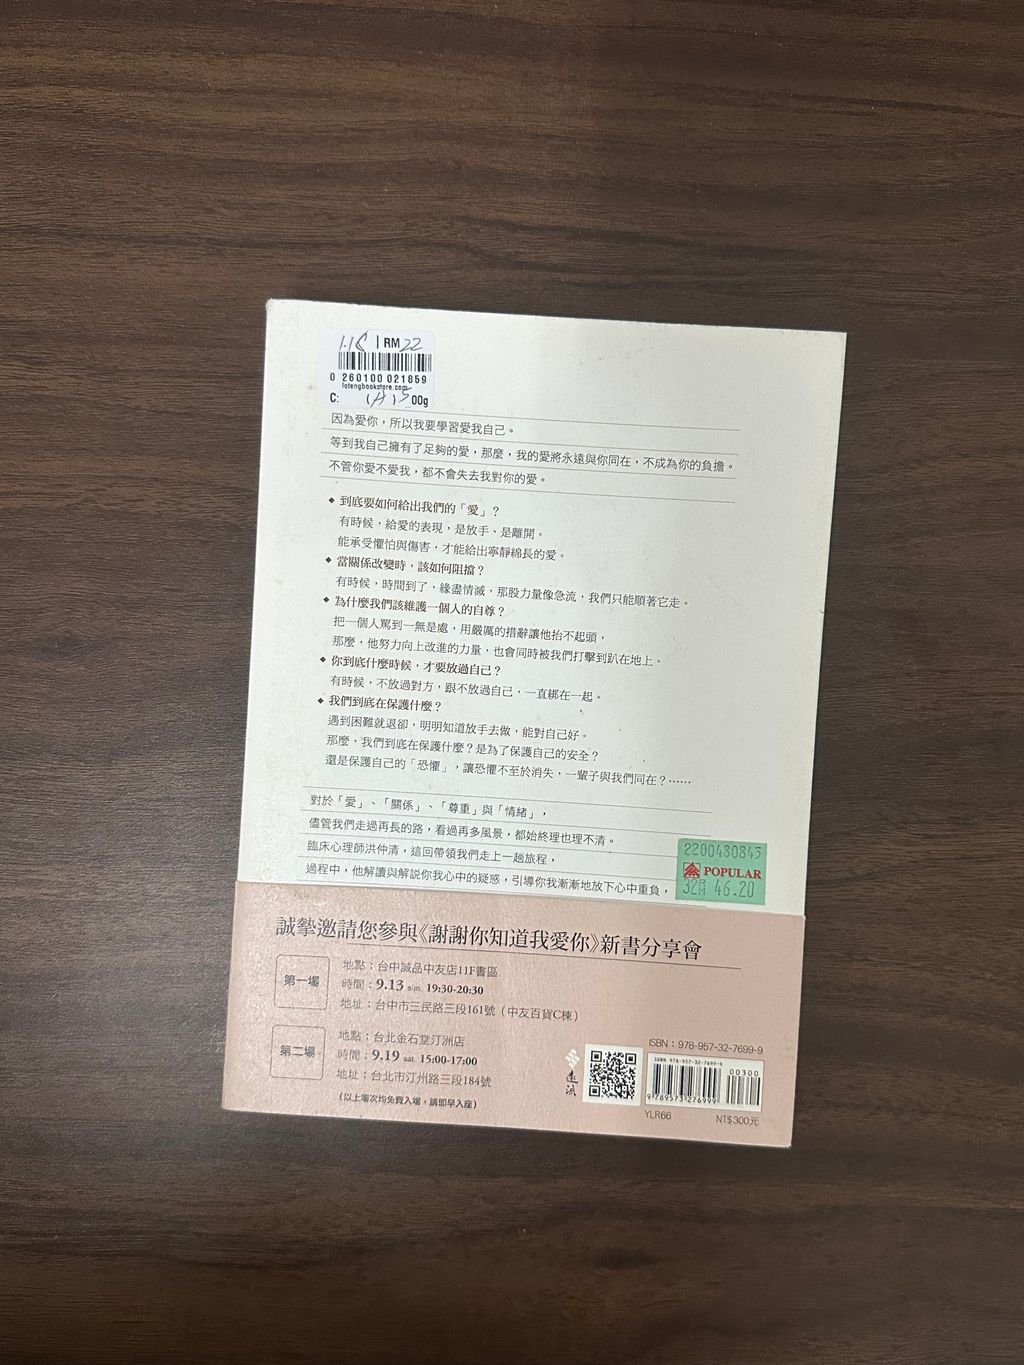 RM 22
0 260100 021859
lotengbookstore.com
C: (A) 00g
因為愛你，所以我要學習愛我自己。
等到我自己擁有了足夠的愛，那麼，我的愛將永遠與你同在，不成為你的負擔。
不管你愛不愛我，都不會失去我對你的愛。
◆ 到底要如何給出我們的「愛」？
有時候，給愛的表現，是放手、是離開。
能承受懼怕與傷害，才能給出寧靜綿長的愛。
◆ 當關係改變時，該如何阻擋？
有時候，時間到了，緣盡情滅，那股力量像急流，我們只能順著它走。
◆ 為什麼我們該維護一個人的自尊？
把一個人罵到一無是處，用嚴厲的措辭讓他抬不起頭，
那麼，他努力向上改進的力量，也會同時被我們打擊到趴在地上。
◆ 你到底什麼時候，才要放過自己？
有時候，不放過對方，跟不放過自己，一直綁在一起。
◆ 我們到底在保護什麼？
遇到困難就退卻，明明知道放手去做，能對自己好。
那麼，我們到底在保護什麼？是為了保護自己的安全？
還是保護自己的「恐懼」，讓恐懼不至於消失，一輩子與我們同在？……
對於「愛」、「關係」、「尊重」與「情緒」，
儘管我們走過再長的路，看過再多風景，都始終理也理不清。
臨床心理師洪仲清，這回帶領我們走上一趟旅程，
過程中，他解讀與解說你我心中的疑惑，引導你我漸漸地放下心中重負，
2200480845
POPULAR
32 RM 46.20
誠摯邀請您參與《謝謝你知道我愛你》新書分享會
第一場
地點：台中誠品中友店11F書區
時間：9.13 sun. 19:30-20:30
地址：台中市三民路三段161號（中友百貨C棟）
第二場
地點：台北金石堂汀洲店
時間：9.19 sat. 15:00-17:00
地址：台北市汀州路三段184號
(以上場次均免費入場，請即早入座)
遠流
ISBN：978-957-32-7699-9
ISBN 978-957-32-7699-9
00300
9 789573 276999
YLR66
NT$300元